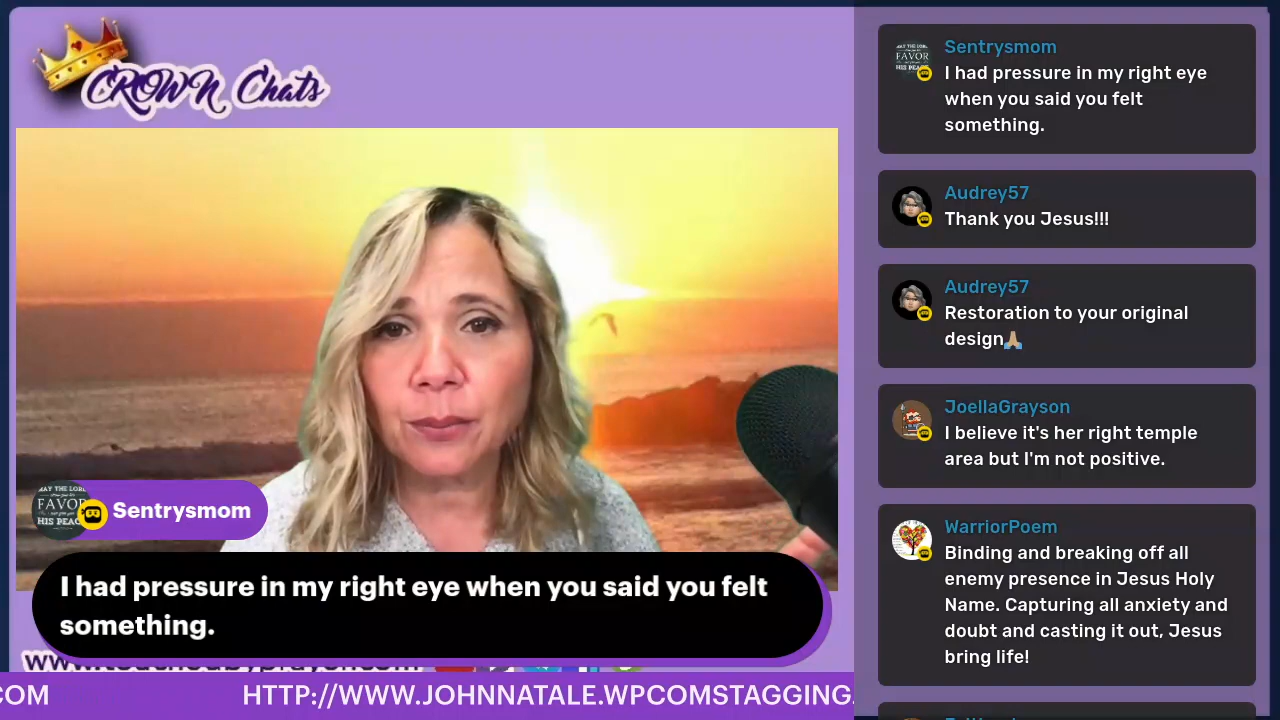 CROWN Chats
Sentrysmom
I had pressure in my right eye when you said you felt
something.
COM
HTTP://WWW.JOHNNATALE.WPCOMSTAGGING.
Sentrysmom
I had pressure in my right eye
when you said you felt
something.
Audrey57
Thank you Jesus!!!
Audrey57
Restoration to your original
design🙏🏽
JoellaGrayson
I believe it's her right temple
area but I'm not positive.
WarriorPoem
Binding and breaking off all
enemy presence in Jesus Holy
Name. Capturing all anxiety and
doubt and casting it out, Jesus
bring life!